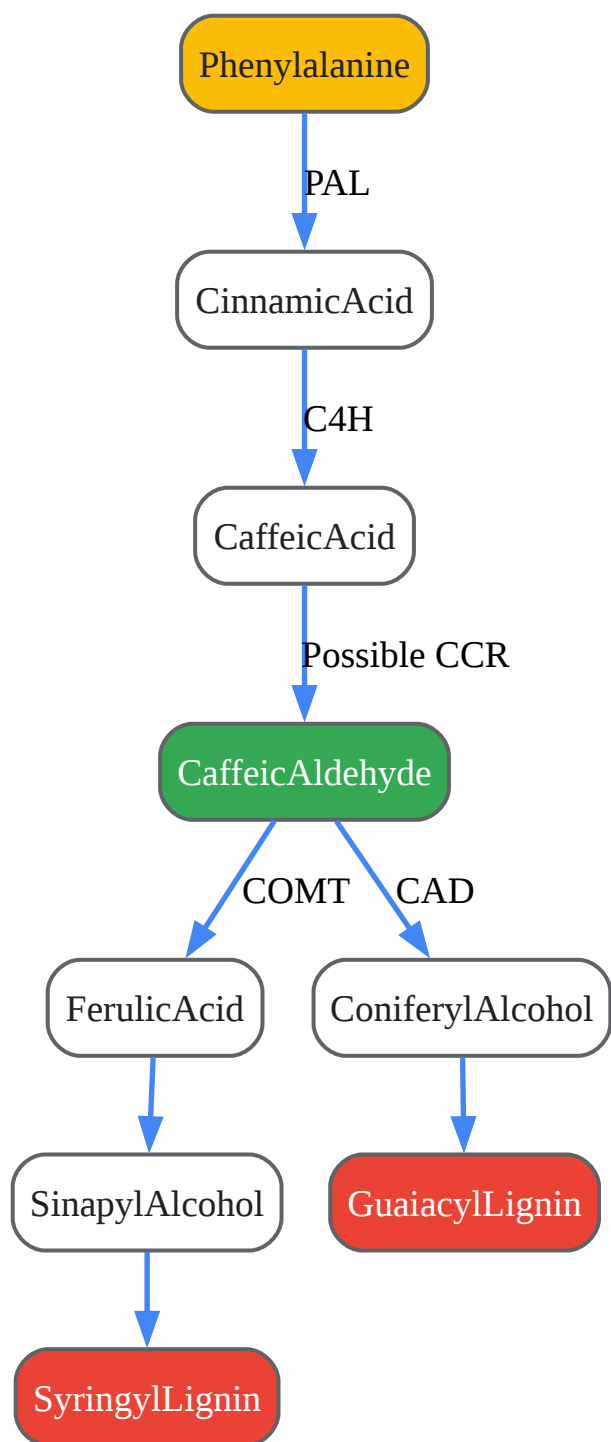 Phenylalanine
PAL
CinnamicAcid
C4H
CaffeicAcid
Possible CCR
CaffeicAldehyde
COMT
CAD
FerulicAcid
ConiferylAlcohol
SinapylAlcohol
GuaiacylLignin
SyringylLignin